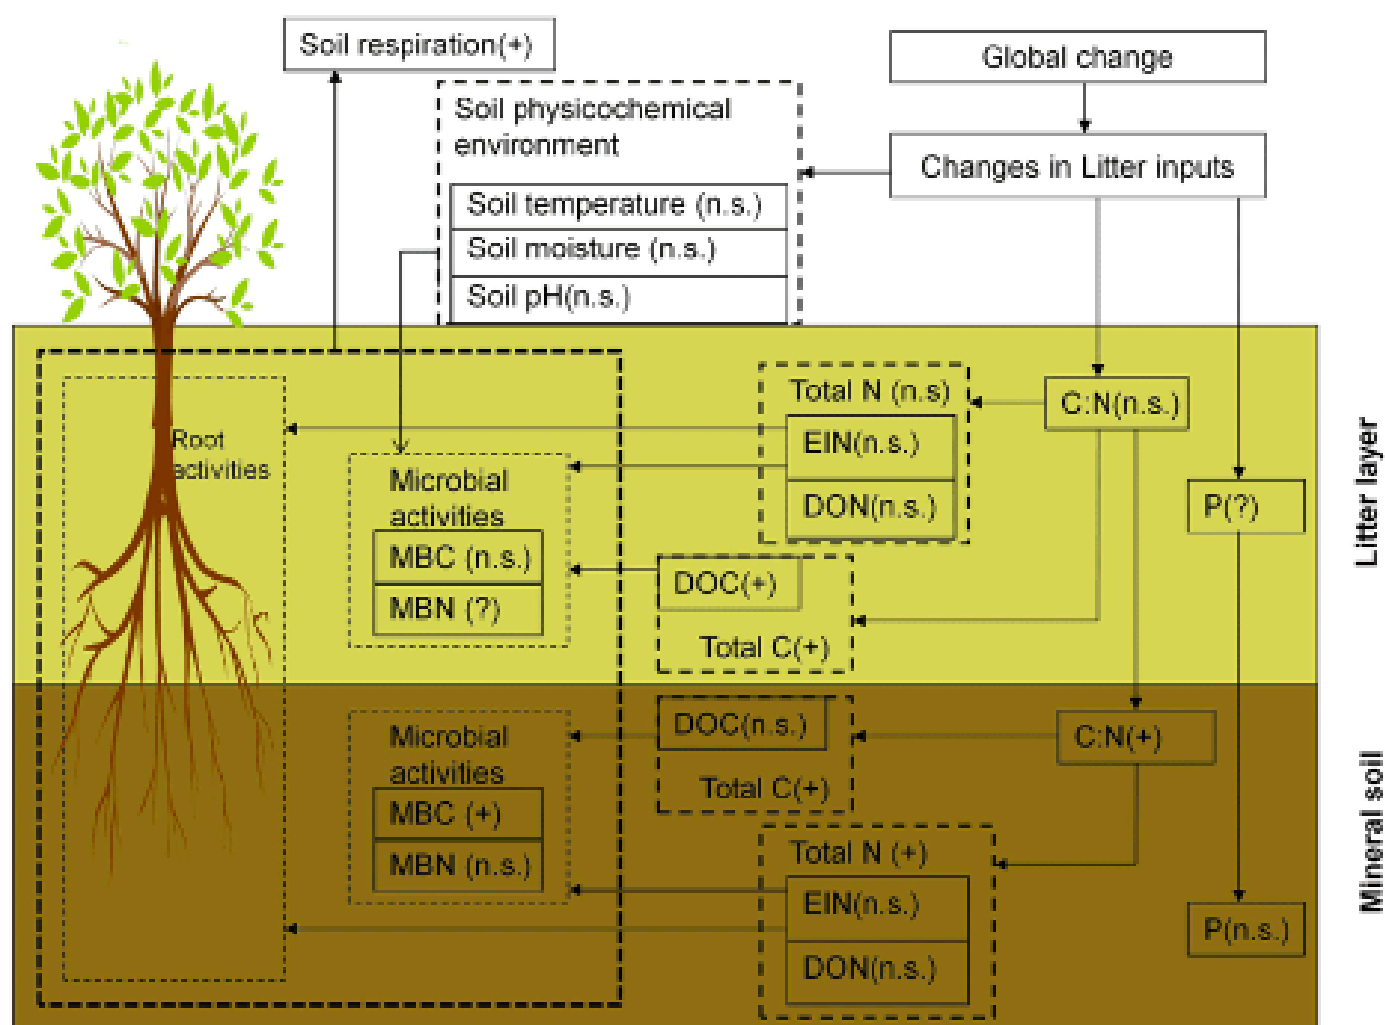 Soil respiration(+)
Global change
Soil physicochemical
environment
Changes in Litter inputs
Soil temperature (n.s.)
Soil moisture (n.s.)
Soil pH(n.s.)
Total N (n.s)
C:N(n.s.)
EIN(n.s.)
DON(n.s.)
Root
activities
Microbial
activities
MBC (n.s.)
MBN (?)
P(?)
DOC(+)
Total C(+)
Litter layer
DOC(n.s.)
Total C(+)
C:N(+)
Microbial
activities
MBC (+)
MBN (n.s.)
Total N (+)
EIN(n.s.)
DON(n.s.)
P(n.s.)
Mineral soil